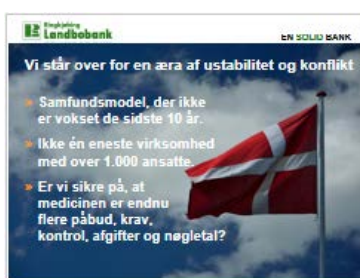 Ringkjøbing
Landbobank
EN SOLID BANK
Vi står over for en æra af ustabilitet og konflikt
» Samfundsmodel, der ikke
er vokset de sidste 10 år.
» Ikke én eneste virksomhed
med over 1.000 ansatte.
» Er vi sikre på, at
medicinen er endnu
flere påbud, krav,
kontrol, afgifter og nøgletal?